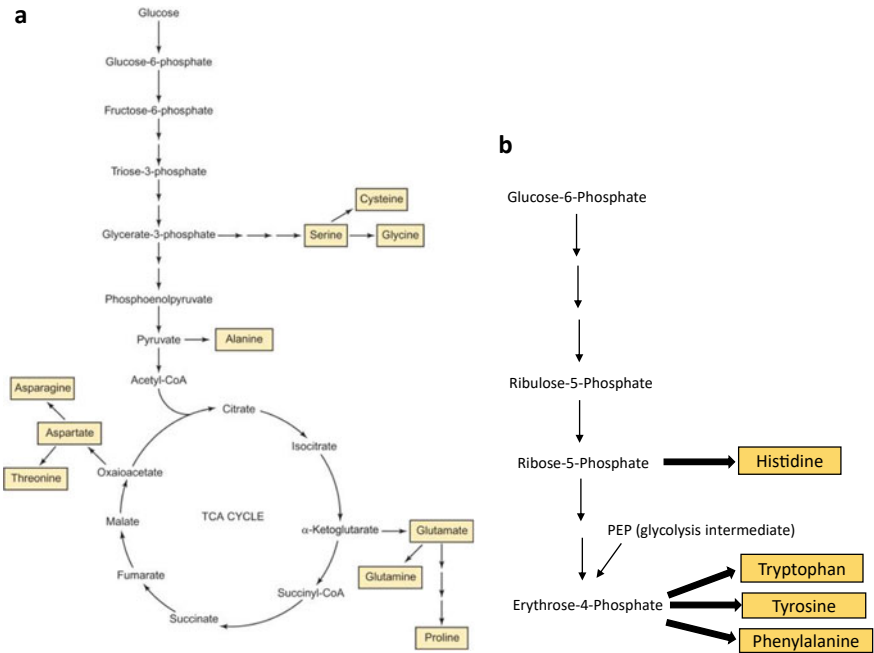 a
Glucose
Glucose-6-phosphate
Fructose-6-phosphate
Triose-3-phosphate
Cysteine
Glycerate-3-phosphate
Serine
Glycine
Phosphoenolpyruvate
Pyruvate
Alanine
Acetyl-CoA
Asparagine
Citrate
Aspartate
Isocitrate
Threonine
Oxaioacetate
Malate
TCA CYCLE
α-Ketoglutarate
Glutamate
Fumarate
Glutamine
Succinyl-CoA
Succinate
Proline
b
Glucose-6-Phosphate
Ribulose-5-Phosphate
Ribose-5-Phosphate
Histidine
PEP (glycolysis intermediate)
Tryptophan
Erythrose-4-Phosphate
Tyrosine
Phenylalanine